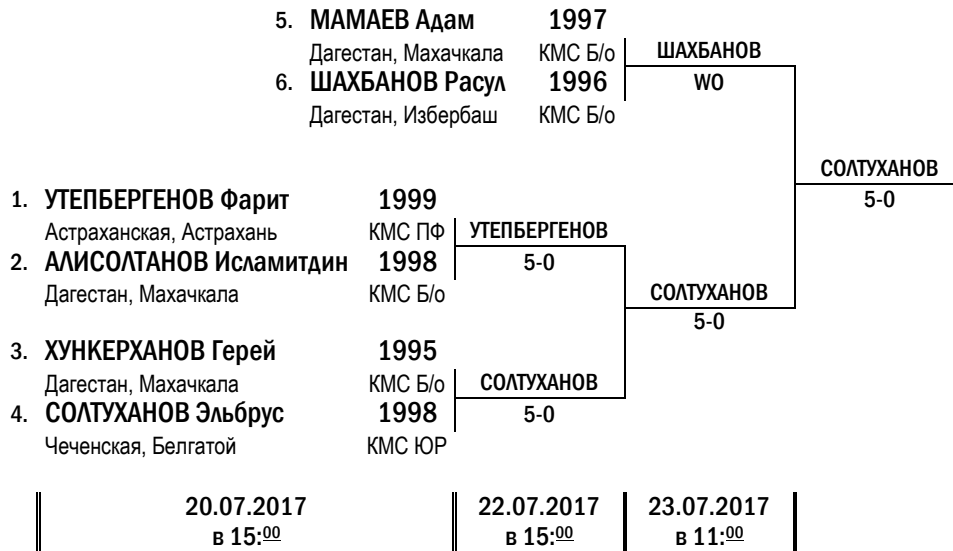 5. МАМАЕВ Адам 1997
Дагестан, Махачкала КМС Б/о ШАХБАНОВ
6. ШАХБАНОВ Расул 1996 WO
Дагестан, Избербаш КМС Б/о
СОЛТУХАНОВ
1. УТЕПБЕРГЕНОВ Фарит 1999 5-0
Астраханская, Астрахань КМС ПФ УТЕПБЕРГЕНОВ
2. АЛИСОЛТАНОВ Исламитдин 1998 5-0
Дагестан, Махачкала КМС Б/о СОЛТУХАНОВ
5-0
3. ХУНКЕРХАНОВ Герей 1995
Дагестан, Махачкала КМС Б/о СОЛТУХАНОВ
4. СОЛТУХАНОВ Эльбрус 1998 5-0
Чеченская, Белгатой КМС ЮР
20.07.2017 22.07.2017 23.07.2017
в 15:00 в 15:00 в 11:00